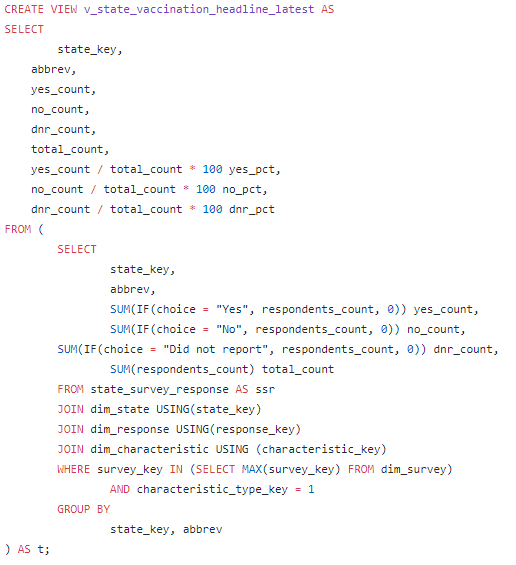 CREATE VIEW v_state_vaccination_headline_latest AS
SELECT
state_key,
abbrev,
yes_count,
no_count,
dnr_count,
total_count,
yes_count / total_count * 100 yes_pct,
no_count / total_count * 100 no_pct,
dnr_count / total_count * 100 dnr_pct
FROM (
SELECT
state_key,
abbrev,
SUM(IF(choice = "Yes", respondents_count, 0)) yes_count,
SUM(IF(choice = "No", respondents_count, 0)) no_count,
SUM(IF(choice = "Did not report", respondents_count, 0)) dnr_count,
SUM(respondents_count) total_count
FROM state_survey_response AS ssr
JOIN dim_state USING(state_key)
JOIN dim_response USING(response_key)
JOIN dim_characteristic USING (characteristic_key)
WHERE survey_key IN (SELECT MAX(survey_key) FROM dim_survey)
AND characteristic_type_key = 1
GROUP BY
state_key, abbrev
) AS t;